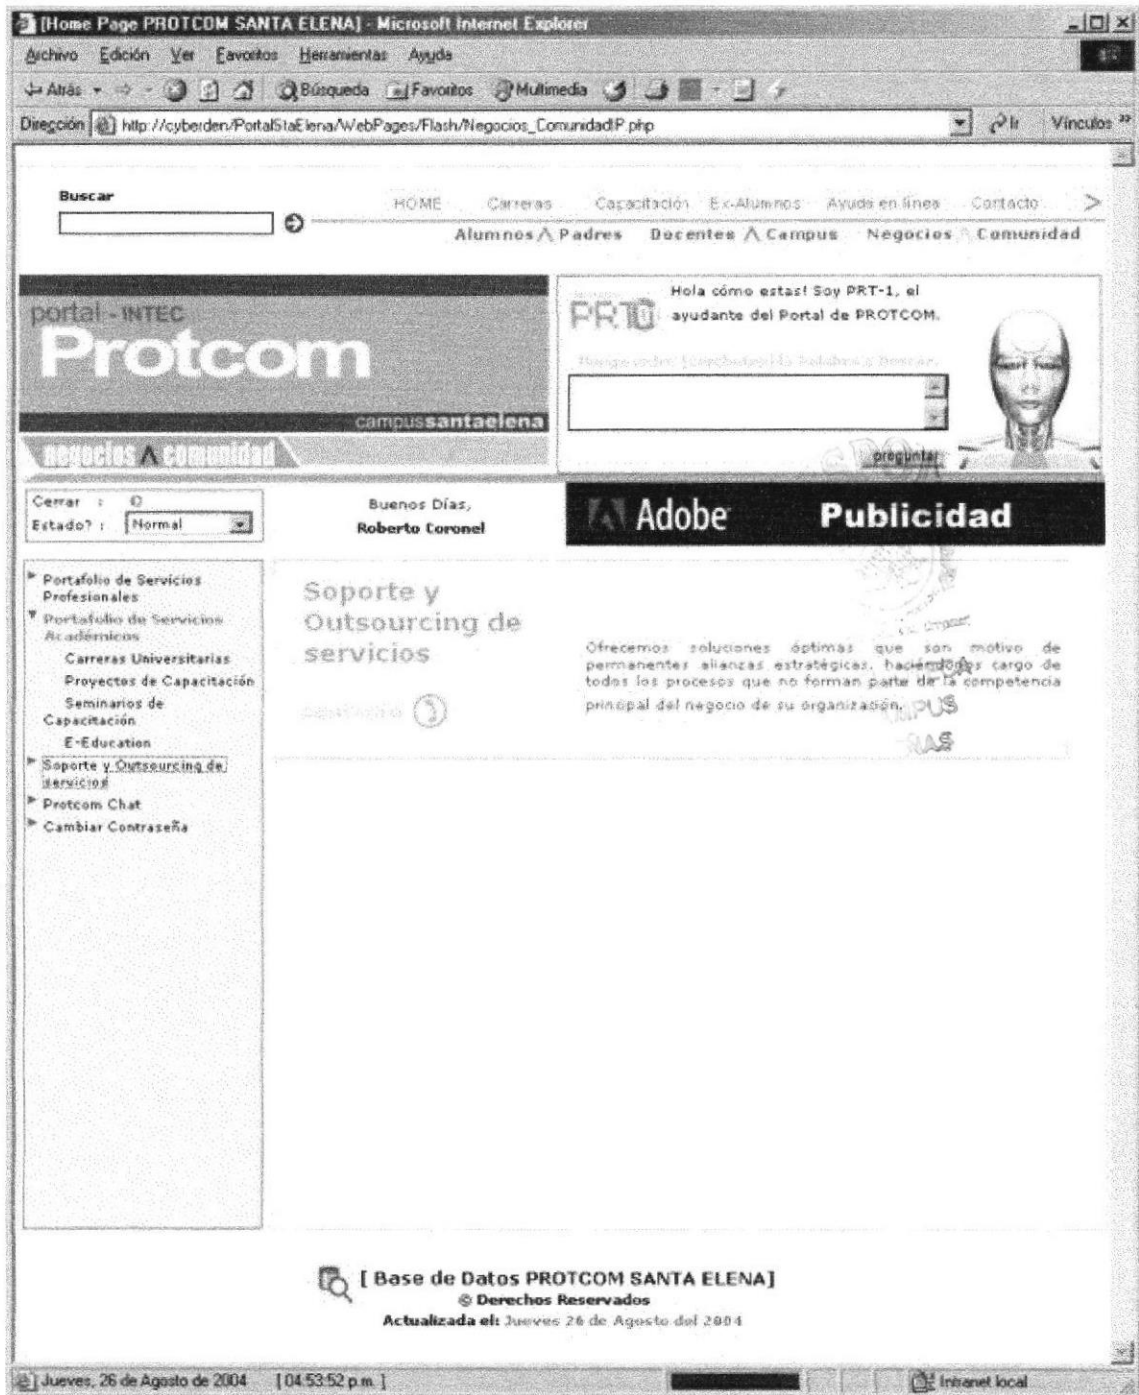 [Home Page PROTCOM SANTA ELENA] - Microsoft Internet Explorer
Archivo Edición Ver Favoritos Herramientas Ayuda
Atrás Búsqueda Favoritos Multimedia
Dirección http://cyberden/PortalStaElena/WebPages/Flash/Negocios_ComunidadIP.php Ir Vínculos »
Buscar
HOME Carreras Capacitación Ex-Alumnos Ayuda en línea Contacto >
Alumnos Λ Padres Docentes Λ Campus Negocios Λ Comunidad
portal - INTEC
Protcom
campussantaelena
negocios Λ comunidad
Hola cómo estas! Soy PRT-1, el
ayudante del Portal de PROTCOM.
preguntar
Cerrar :
Estado? : Normal
Buenos Días,
Roberto Coronel
Adobe Publicidad
Portafolio de Servicios
Profesionales
Portafolio de Servicios
Académicos
Carreras Universitarias
Proyectos de Capacitación
Seminarios de
Capacitación
E-Education
Soporte y Outsourcing de
servicios
Protcom Chat
Cambiar Contraseña
Soporte y
Outsourcing de
servicios
Ofrecemos soluciones óptimas que son motivo de
permanentes alianzas estratégicas, haciéndonos cargo de
todos los procesos que no forman parte de la competencia
principal del negocio de su organización.
[ Base de Datos PROTCOM SANTA ELENA]
© Derechos Reservados
Actualizada el: Jueves 26 de Agosto del 2004
Jueves, 26 de Agosto de 2004 [ 04:53:52 p.m. ] Intranet local